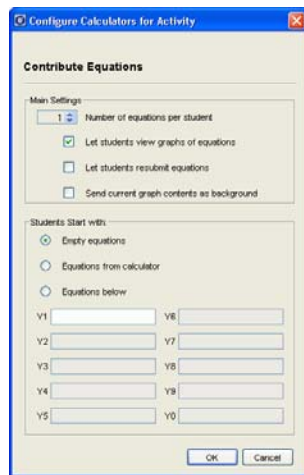 Configure Calculators for Activity
Contribute Equations
Main Settings
1 Number of equations per student
Let students view graphs of equations
Let students resubmit equations
Send current graph contents as background
Students Start with:
Empty equations
Equations from calculator
Equations below
Y1 Y6
Y2 Y7
Y3 Y8
Y4 Y9
Y5 Y0
OK Cancel